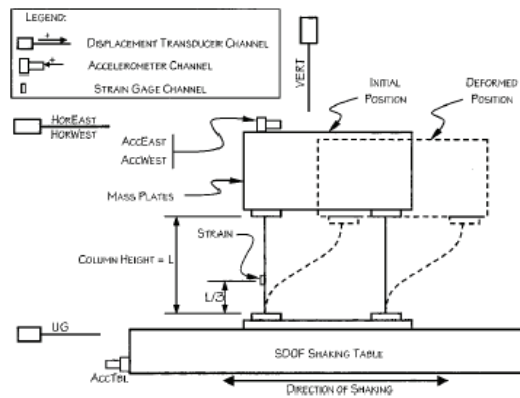 LEGEND:
DISPLACEMENT TRANSDUCER CHANNEL
ACCELEROMETER CHANNEL
STRAIN GAGE CHANNEL
VERT
INITIAL
POSITION
DEFORMED
POSITION
HOREAST
HORWEST
ACCEAST
ACCWEST
MASS PLATES
STRAIN
COLUMN HEIGHT = L
L/3
UG
SDOF SHAKING TABLE
ACCTBL
DIRECTION OF SHAKING